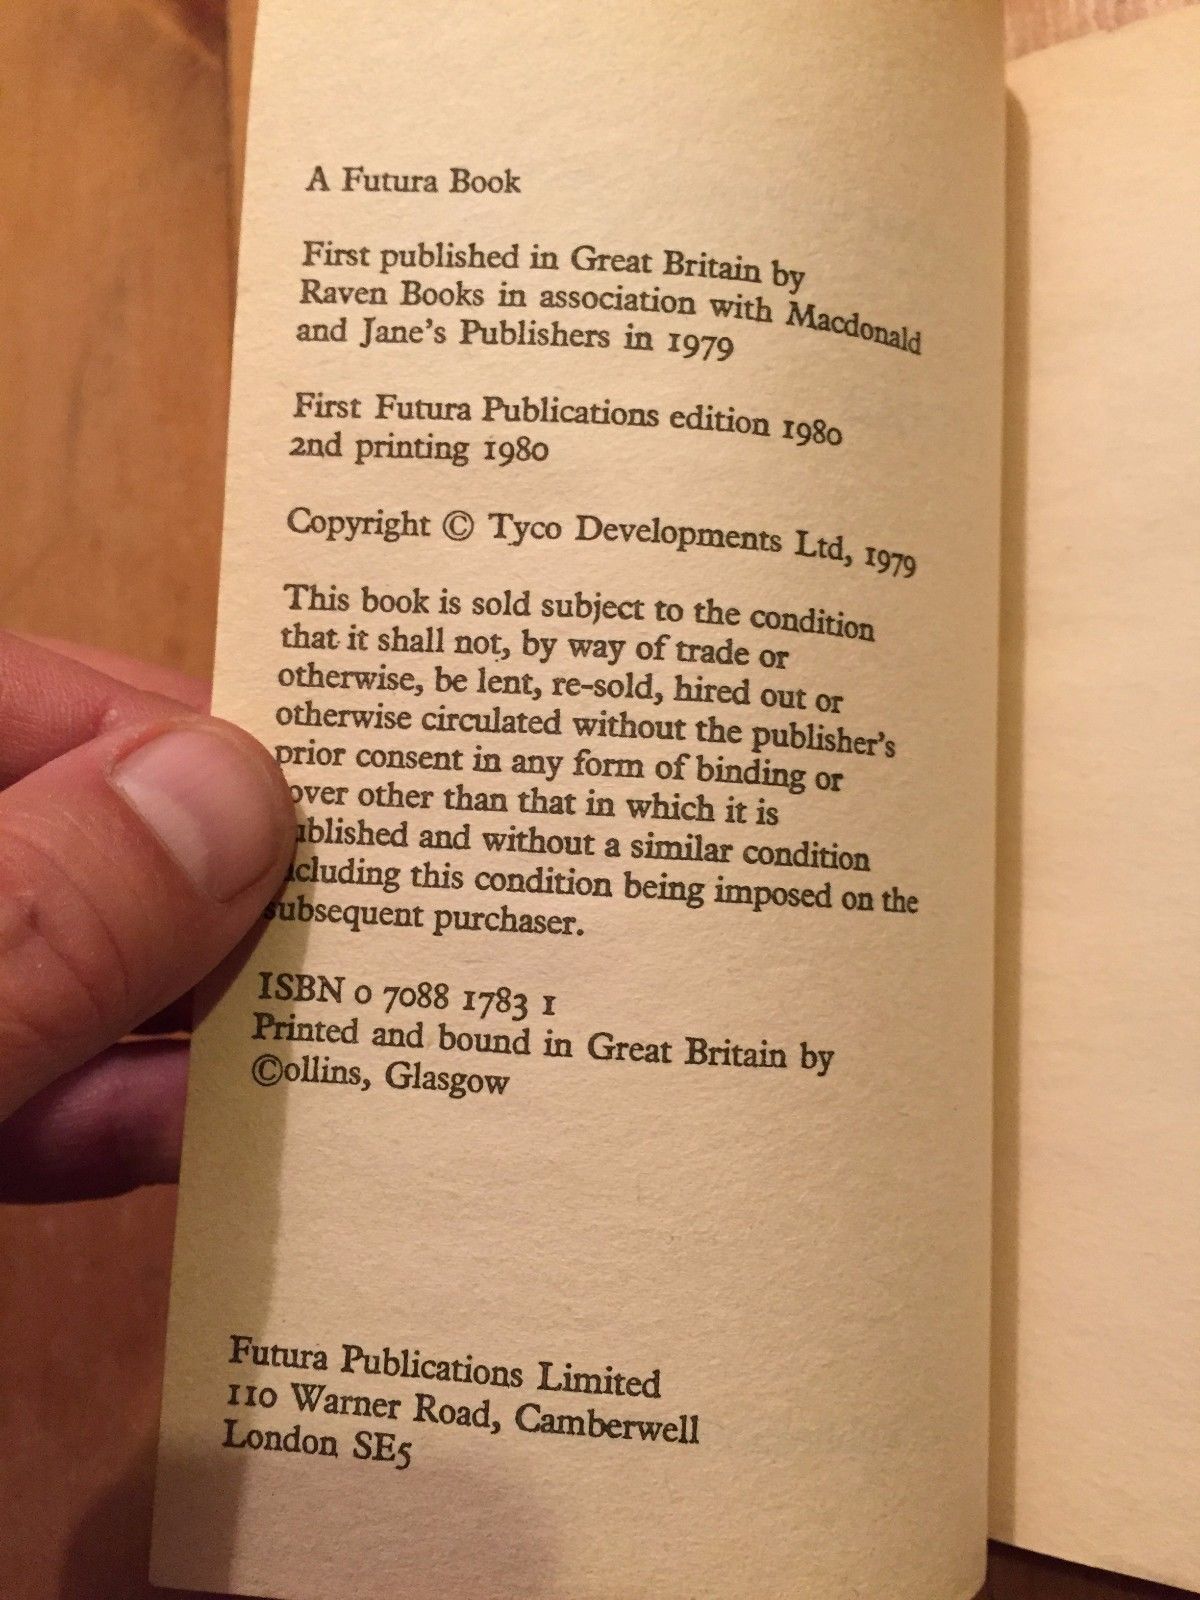 A Futura Book
First published in Great Britain by
Raven Books in association with Macdonald
and Jane's Publishers in 1979
First Futura Publications edition 1980
2nd printing 1980
Copyright © Tyco Developments Ltd, 1979
This book is sold subject to the condition
that it shall not, by way of trade or
otherwise, be lent, re-sold, hired out or
otherwise circulated without the publisher's
prior consent in any form of binding or
over other than that in which it is
ublished and without a similar condition
cluding this condition being imposed on the
subsequent purchaser.
ISBN 0 7088 1783 1
Printed and bound in Great Britain by
©ollins, Glasgow
Futura Publications Limited
110 Warner Road, Camberwell
London SE5